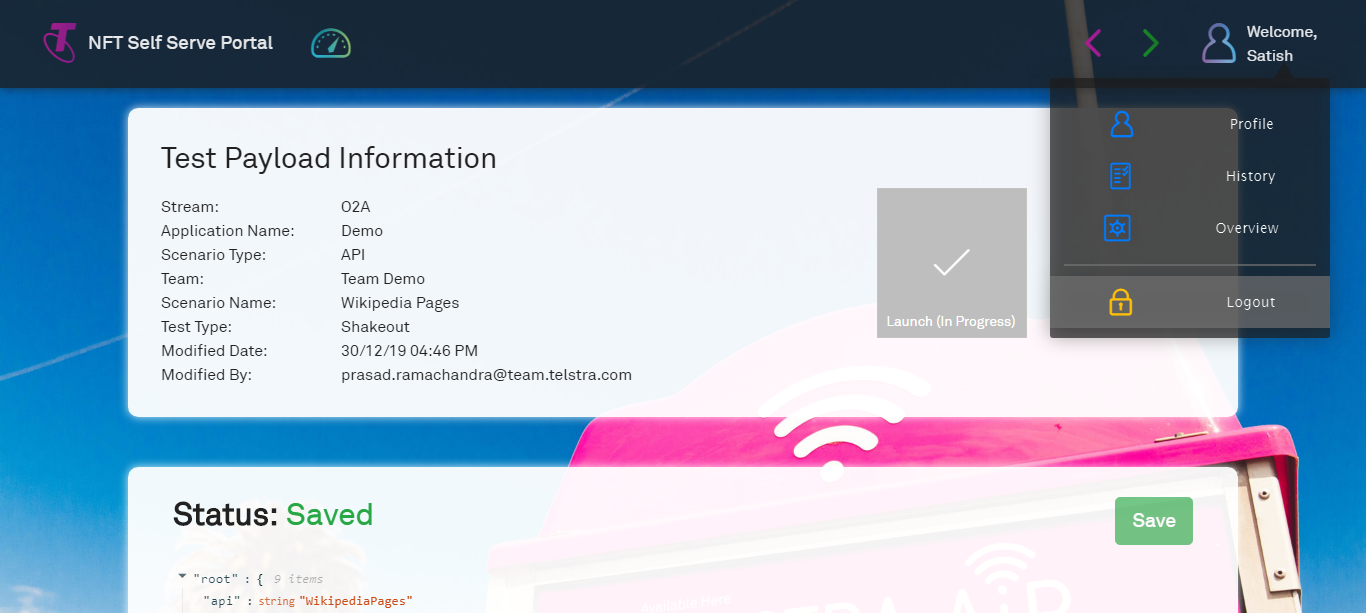 NFT Self Serve Portal
Welcome,
Satish
Profile
History
Overview
Logout
Test Payload Information
Stream: O2A
Application Name: Demo
Scenario Type: API
Team: Team Demo
Scenario Name: Wikipedia Pages
Test Type: Shakeout
Modified Date: 30/12/19 04:46 PM
Modified By: prasad.ramachandra@team.telstra.com
Launch (In Progress)
Status: Saved
Save
"root" : { 9 items
"api" : string "WikipediaPages"
Available Here